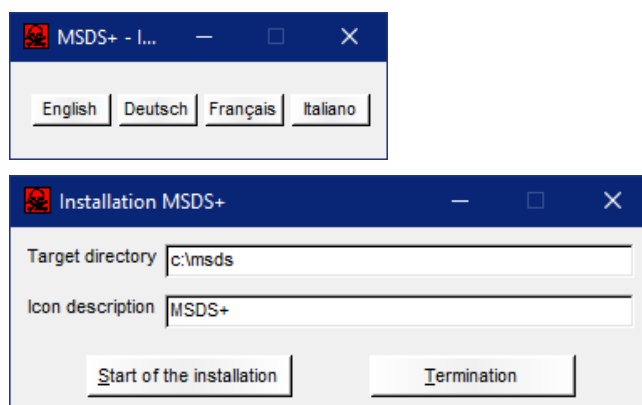 MSDS+ - I...
English Deutsch Français Italiano
Installation MSDS+
Target directory c:\msds
Icon description MSDS+
Start of the installation Termination